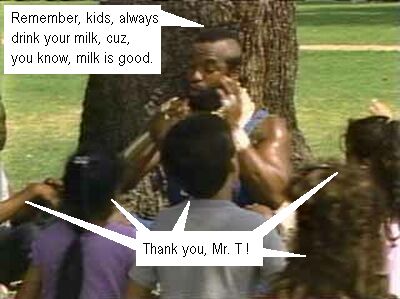 Remember, kids, always
drink your milk, cuz,
you know, milk is good.
Thank you, Mr. T !